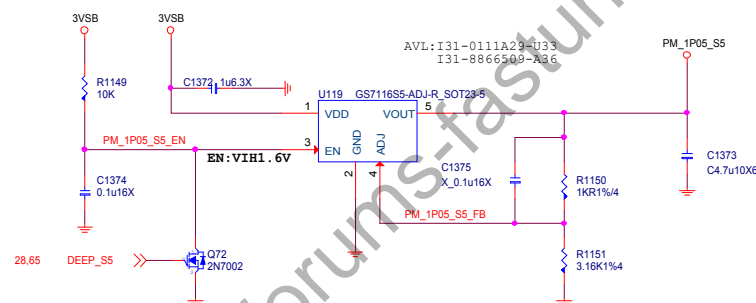 3VSB
3VSB
AVL:I31-0111A29-U33
I31-8866509-A36
PM_1P05_S5
R1149
10K
C1372 1u6.3X
U119 GS7116S5-ADJ-R_SOT23-5
1
VDD
VOUT
5
PM_1P05_S5_EN
3
EN
GND
ADJ
EN:VIH1.6V
2
4
C1374
0.1u16X
C1375
X_0.1u16X
R1150
1KR1%/4
C1373
C4.7u10X6
PM_1P05_S5_FB
28,65 DEEP_S5
Q72
2N7002
R1151
3.16K1%4
forums-fastun